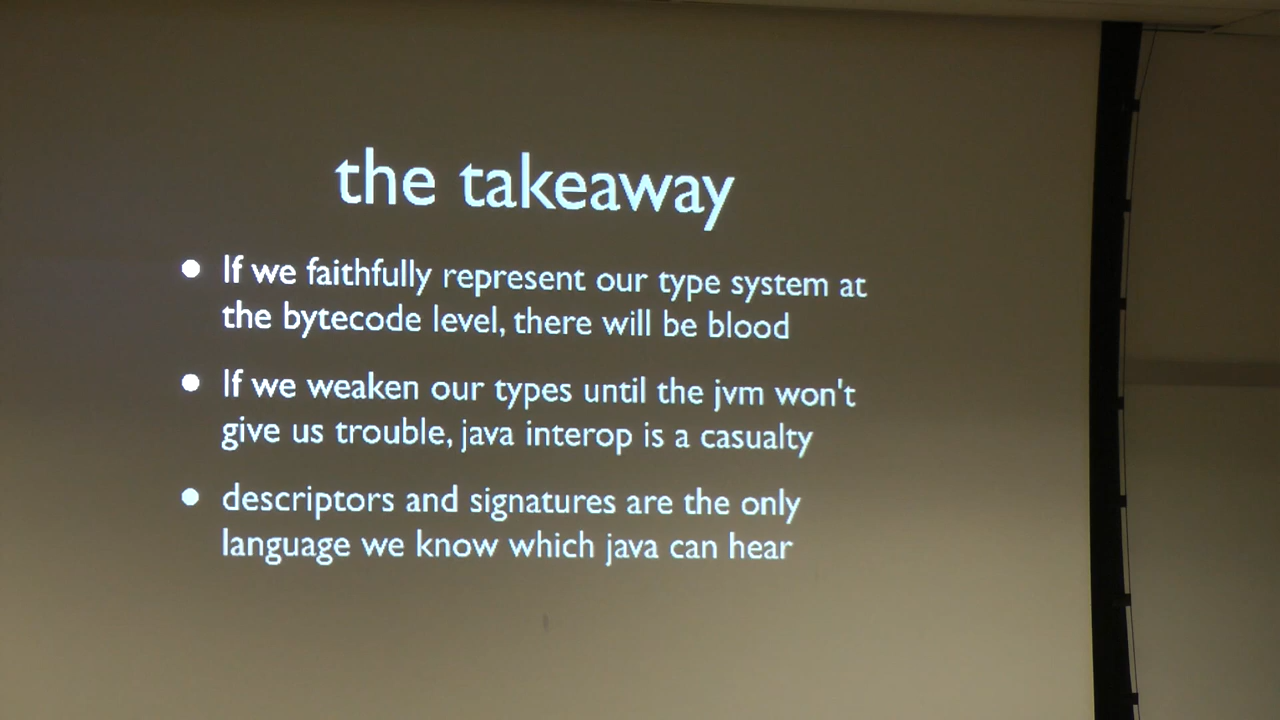 the takeaway
• If we faithfully represent our type system at
the bytecode level, there will be blood
• If we weaken our types until the jvm won't
give us trouble, java interop is a casualty
• descriptors and signatures are the only
language we know which java can hear